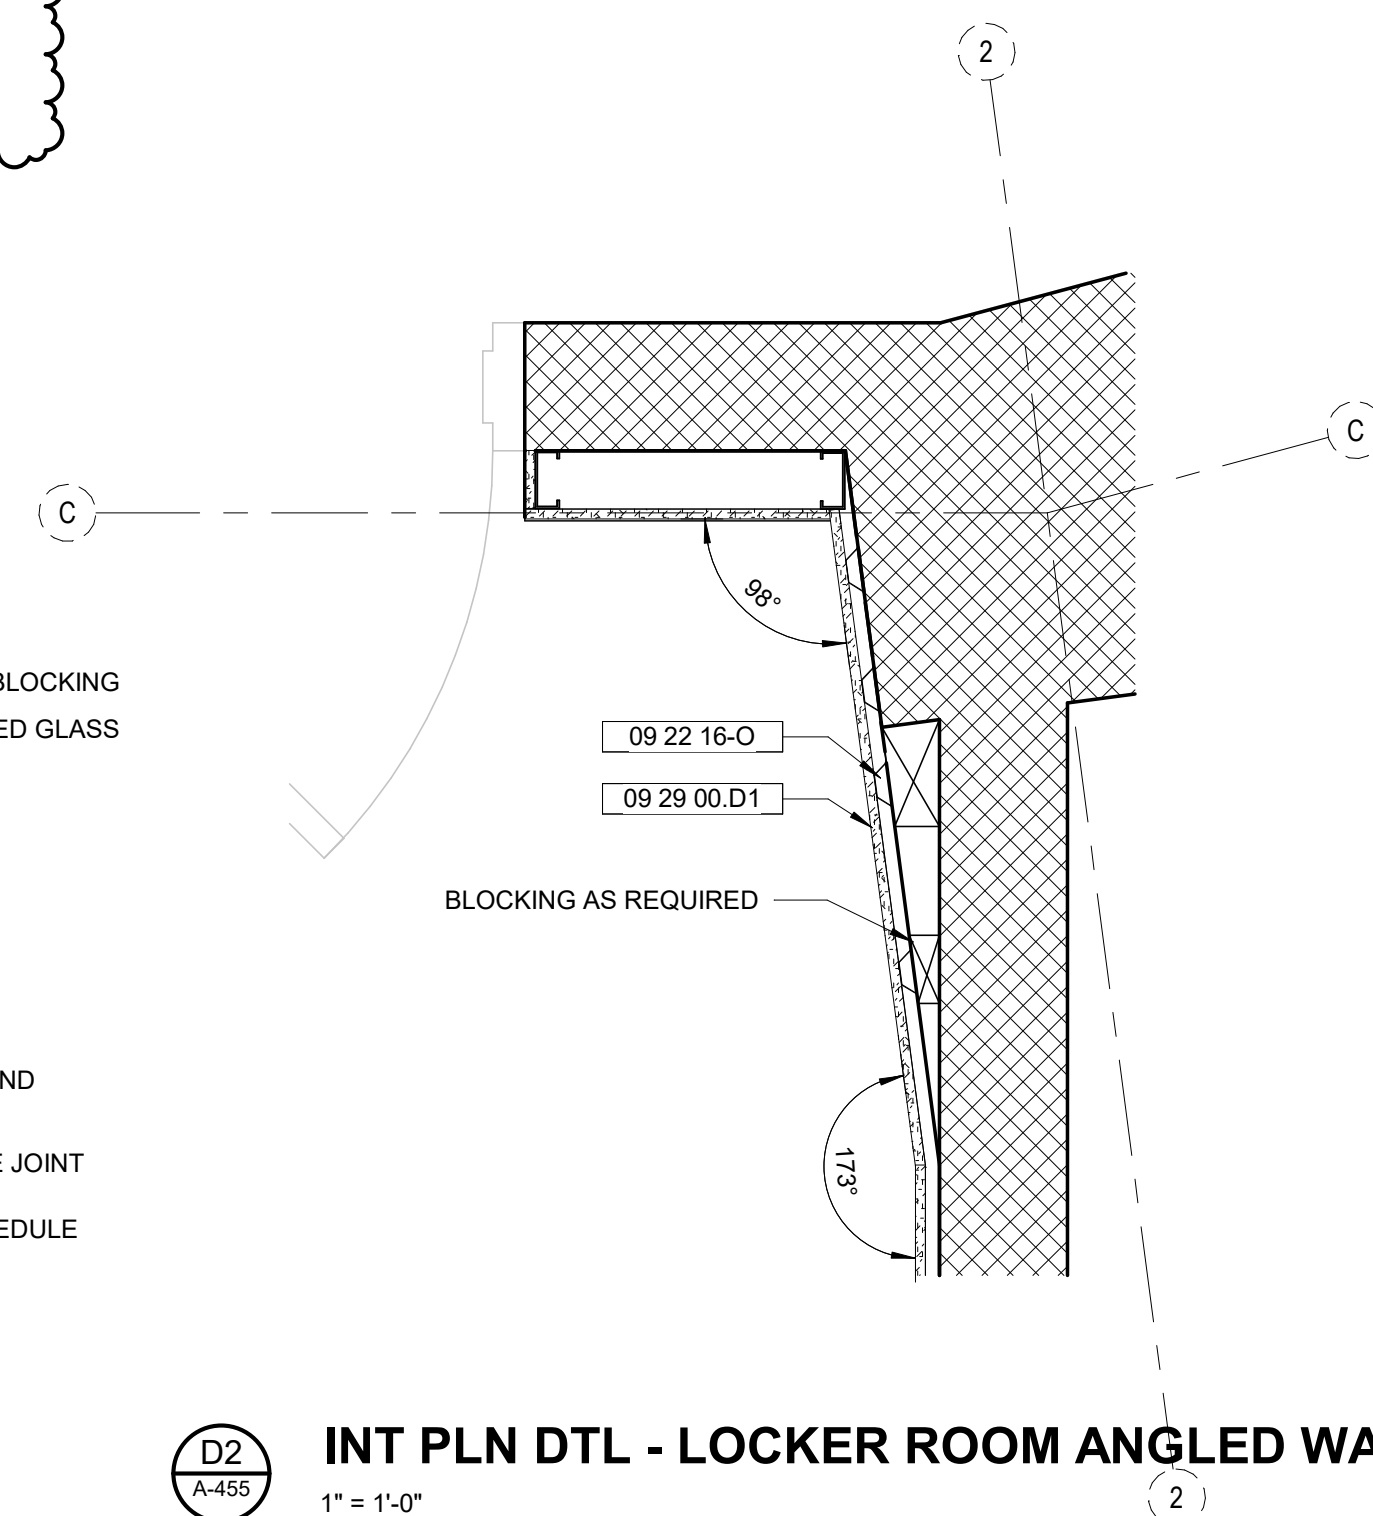 2
C
C
BLOCKING
ED GLASS
98°
09 22 16-O
09 29 00.D1
BLOCKING AS REQUIRED
ND
E JOINT
EDULE
173°
D2
A-455
INT PLN DTL - LOCKER ROOM ANGLED WA
1" = 1'-0"
2